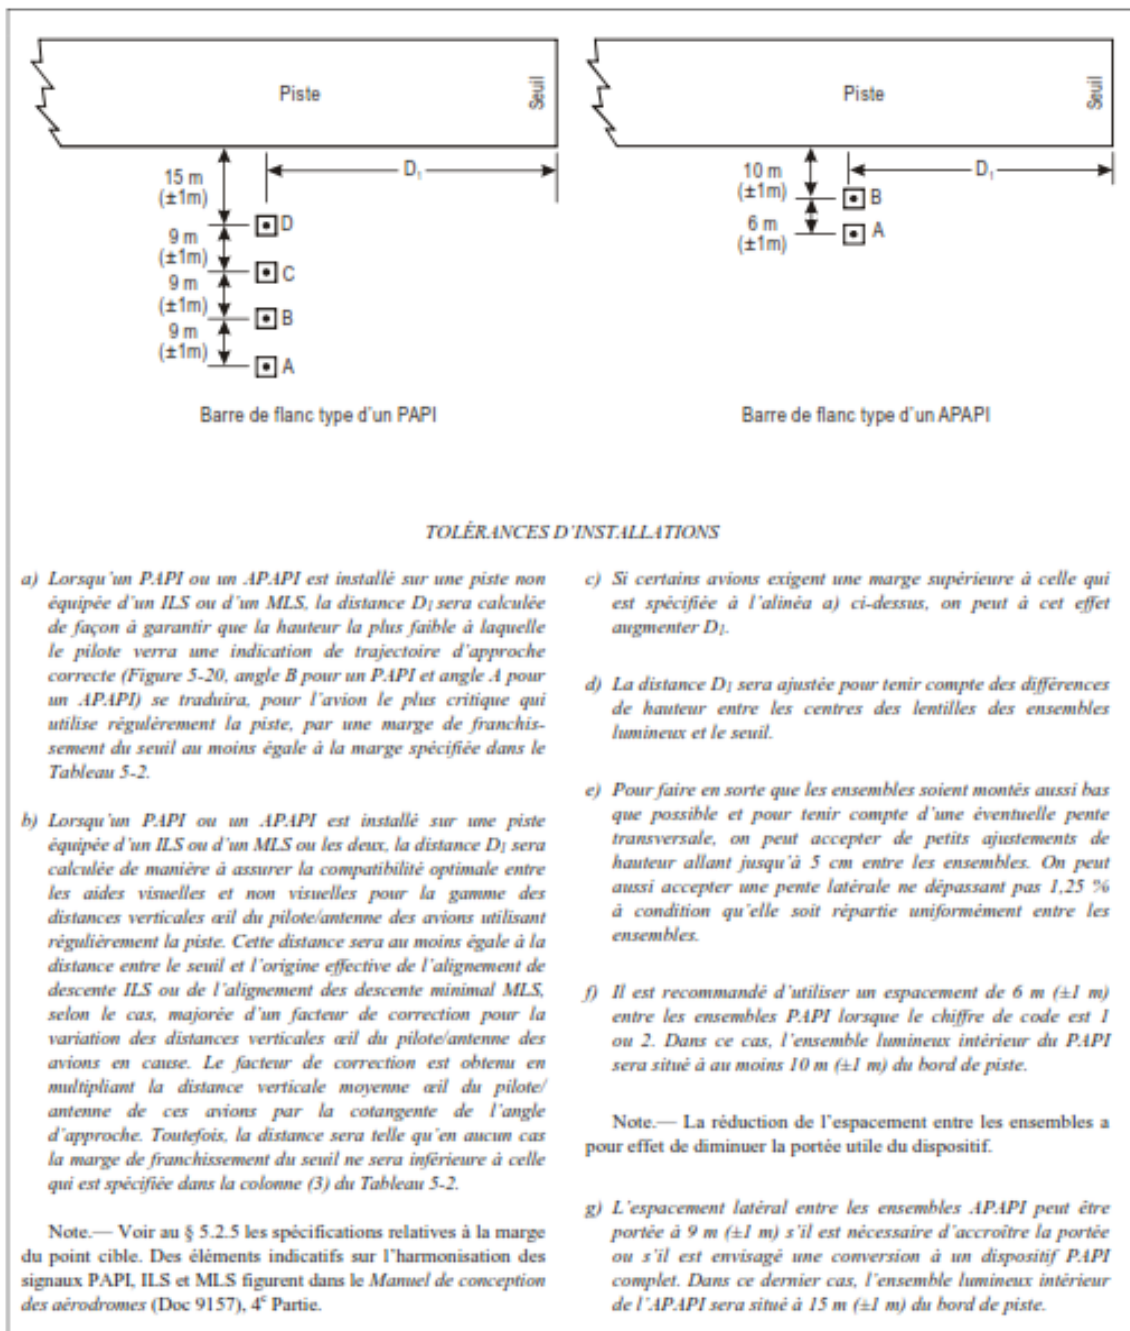 Piste
Seuil
15 m
(±1m)
D₁
D
9 m
(±1m)
C
9 m
(±1m)
B
9 m
(±1m)
A
Barre de flanc type d'un PAPI
Piste
Seuil
10 m
(±1m)
D₁
B
6 m
(±1m)
A
Barre de flanc type d'un APAPI
TOLÉRANCES D'INSTALLATIONS
a) Lorsqu'un PAPI ou un APAPI est installé sur une piste non
équipée d'un ILS ou d'un MLS, la distance D₁ sera calculée
de façon à garantir que la hauteur la plus faible à laquelle
le pilote verra une indication de trajectoire d'approche
correcte (Figure 5-20, angle B pour un PAPI et angle A pour
un APAPI) se traduira, pour l'avion le plus critique qui
utilise régulèrement la piste, par une marge de franchis-
sement du seuil au moins égale à la marge spécifiée dans le
Tableau 5-2.
b) Lorsqu'un PAPI ou un APAPI est installé sur une piste
équipée d'un ILS ou d'un MLS ou les deux, la distance D₁ sera
calculée de manière à assurer la compatibilité optimale entre
les aides visuelles et non visuelles pour la gamme des
distances verticales œil du pilote/antenne des avions utilisant
régulièrement la piste. Cette distance sera au moins égale à la
distance entre le seuil et l'origine effective de l'alignement de
descente ILS ou de l'alignement des descente minimal MLS,
selon le cas, majorée d'un facteur de correction pour la
variation des distances verticales œil du pilote/antenne des
avions en cause. Le facteur de correction est obtenu en
multipliant la distance verticale moyenne œil du pilote/
antenne de ces avions par la cotangente de l'angle
d'approche. Toutefois, la distance sera telle qu'en aucun cas
la marge de franchissement du seuil ne sera inférieure à celle
qui est spécifiée dans la colonne (3) du Tableau 5-2.
Note.— Voir au § 5.2.5 les spécifications relatives à la marge
du point cible. Des éléments indicatifs sur l'harmonisation des
signaux PAPI, ILS et MLS figurent dans le Manuel de conception
des aérodromes (Doc 9157), 4ᵉ Partie.
c) Si certains avions exigent une marge supérieure à celle qui
est spécifiée à l'alinéa a) ci-dessus, on peut à cet effet
augmenter D₁.
d) La distance D₁ sera ajustée pour tenir compte des différences
de hauteur entre les centres des lentilles des ensembles
lumineux et le seuil.
e) Pour faire en sorte que les ensembles soient montés aussi bas
que possible et pour tenir compte d'une éventuelle pente
transversale, on peut accepter de petits ajustements de
hauteur allant jusqu'à 5 cm entre les ensembles. On peut
aussi accepter une pente latérale ne dépassant pas 1,25 %
à condition qu'elle soit répartie uniformément entre les
ensembles.
f) Il est recommandé d'utiliser un espacement de 6 m (±1 m)
entre les ensembles PAPI lorsque le chiffre de code est 1
ou 2. Dans ce cas, l'ensemble lumineux intérieur du PAPI
sera situé à au moins 10 m (±1 m) du bord de piste.
Note.— La réduction de l'espacement entre les ensembles a
pour effet de diminuer la portée utile du dispositif.
g) L'espacement latéral entre les ensembles APAPI peut être
portée à 9 m (±1 m) s'il est nécessaire d'accroître la portée
ou s'il est envisagé une conversion à un dispositif PAPI
complet. Dans ce dernier cas, l'ensemble lumineux intérieur
de l'APAPI sera situé à 15 m (±1 m) du bord de piste.